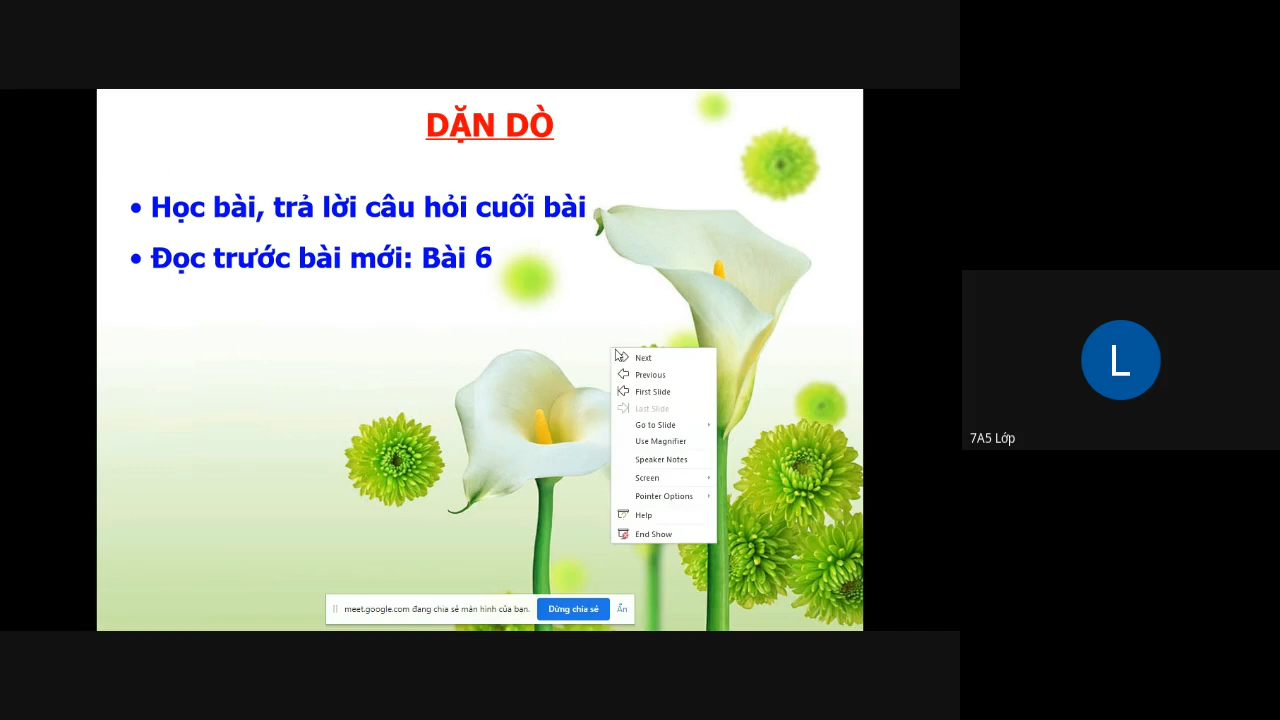 DẶN DÒ
• Học bài, trả lời câu hỏi cuối bài
• Đọc trước bài mới: Bài 6
Next
Previous
First Slide
Last Slide
Go to Slide
Use Magnifier
Speaker Notes
Screen
Pointer Options
Help
End Show
meet.google.com đang chia sẻ màn hình của bạn. Dừng chia sẻ Ẩn
L
7A5 Lớp